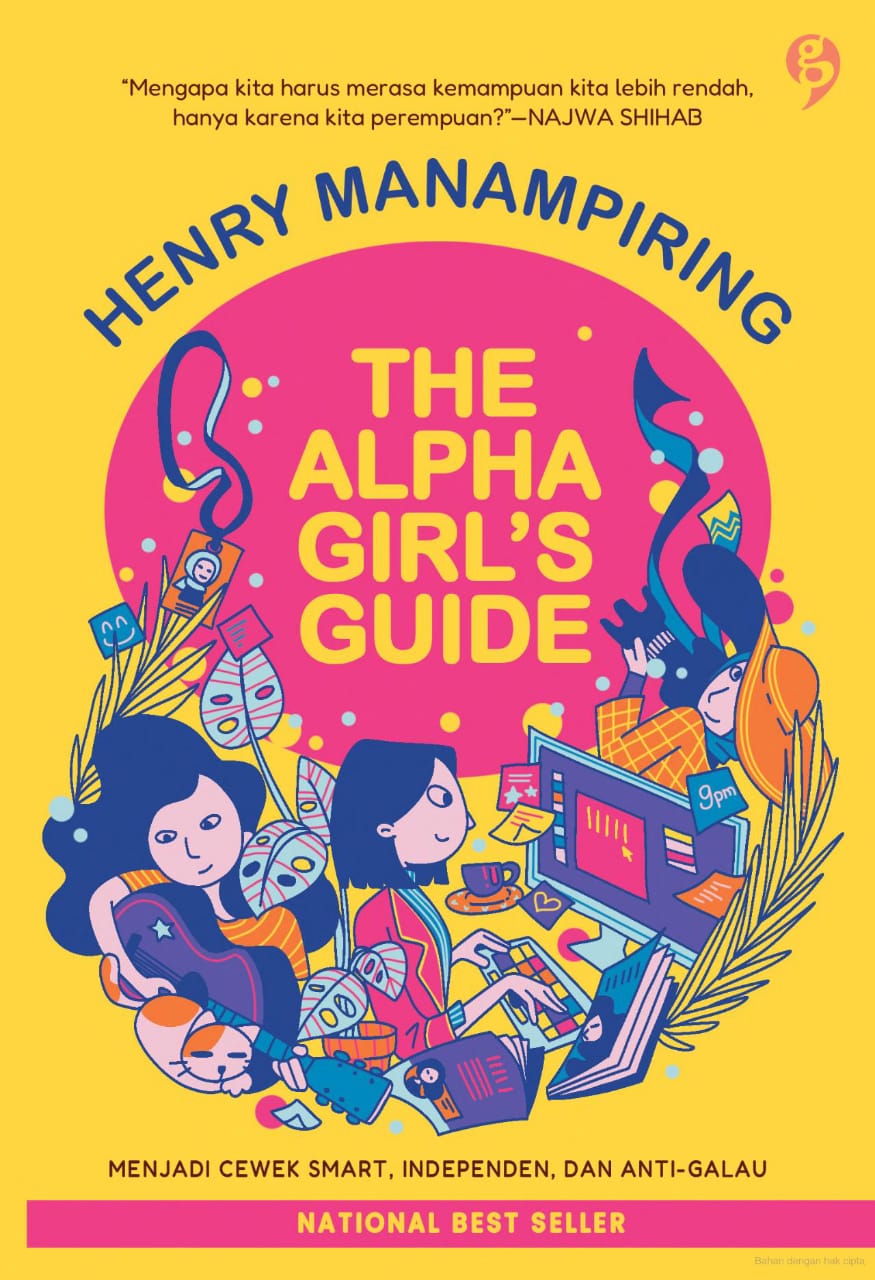 “Mengapa kita harus merasa kemampuan kita lebih rendah,
hanya karena kita perempuan?”—NAJWA SHIHAB
HENRY MANAMPIRING
THE
ALPHA
GIRL’S
GUIDE
9pm
MENJADI CEWEK SMART, INDEPENDEN, DAN ANTI-GALAU
NATIONAL BEST SELLER
Bahan dengan hak cipta